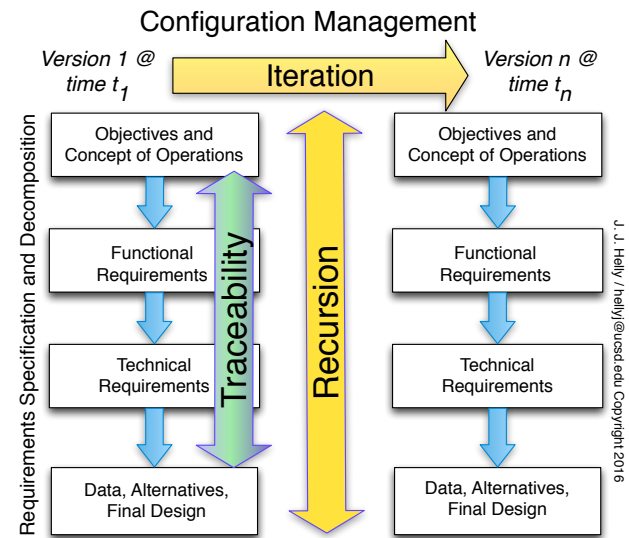 Configuration Management
Version 1 @
time t1
Iteration
Version n @
time tn
Requirements Specification and Decomposition
Objectives and
Concept of Operations
Functional
Requirements
Technical
Requirements
Data, Alternatives,
Final Design
Traceability
Recursion
Objectives and
Concept of Operations
Functional
Requirements
Technical
Requirements
Data, Alternatives,
Final Design
J. J. Helly / hellyj@ucsd.edu Copyright 2016